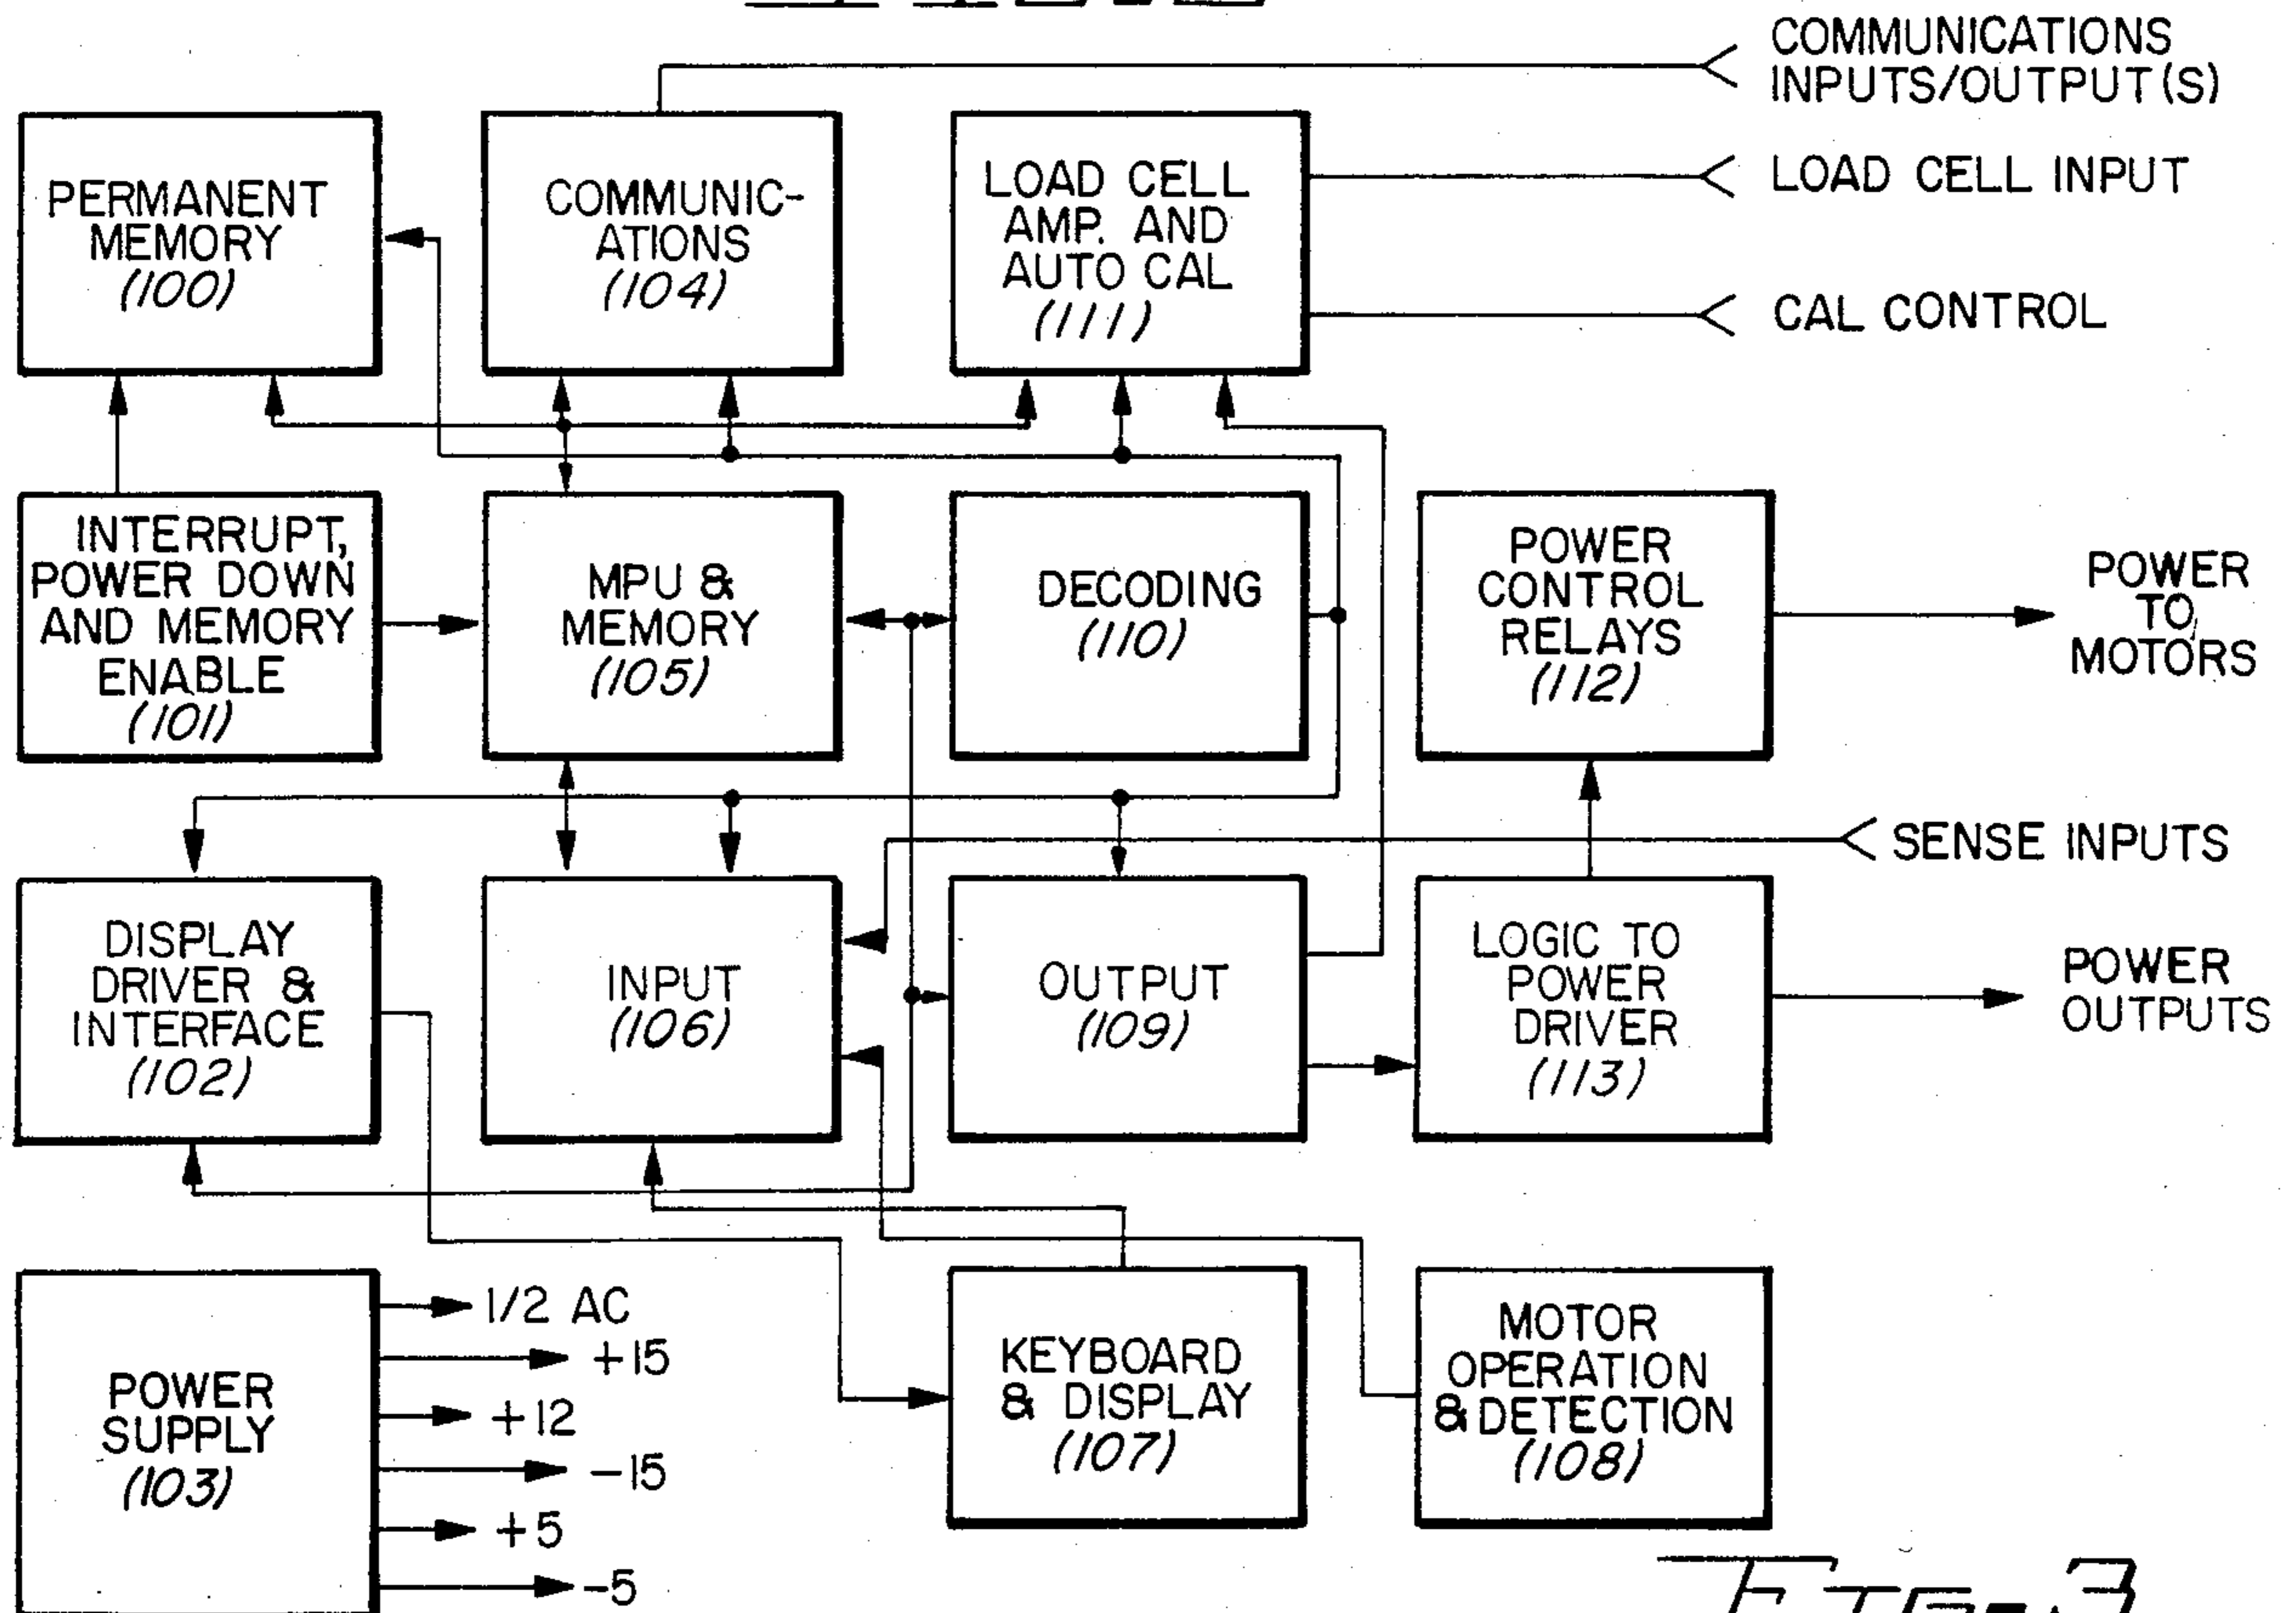 COMMUNICATIONS
INPUTS/OUTPUT(S)
PERMANENT
MEMORY
(100)
COMMUNIC-
ATIONS
(104)
LOAD CELL
AMP. AND
AUTO CAL
(111)
LOAD CELL INPUT
CAL CONTROL
INTERRUPT,
POWER DOWN
AND MEMORY
ENABLE
(101)
MPU &
MEMORY
(105)
DECODING
(110)
POWER
CONTROL
RELAYS
(112)
POWER
TO
MOTORS
SENSE INPUTS
DISPLAY
DRIVER &
INTERFACE
(102)
INPUT
(106)
OUTPUT
(109)
LOGIC TO
POWER
DRIVER
(113)
POWER
OUTPUTS
POWER
SUPPLY
(103)
1/2 AC
+15
+12
-15
+5
-5
KEYBOARD
& DISPLAY
(107)
MOTOR
OPERATION
& DETECTION
(108)